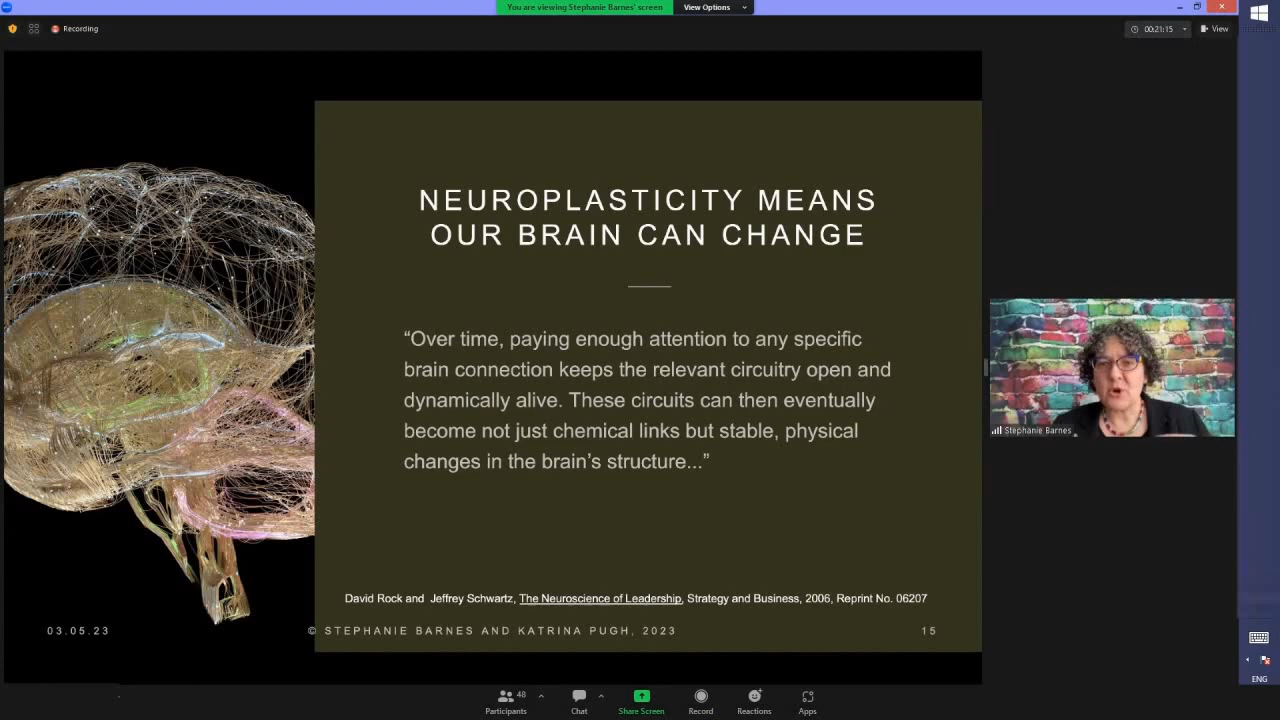 You are viewing Stephanie Barnes' screen
View Options
Recording
00:21:15
View
NEUROPLASTICITY MEANS
OUR BRAIN CAN CHANGE
“Over time, paying enough attention to any specific
brain connection keeps the relevant circuitry open and
dynamically alive. These circuits can then eventually
become not just chemical links but stable, physical
changes in the brain’s structure...”
Stephanie Barnes
David Rock and Jeffrey Schwartz, The Neuroscience of Leadership, Strategy and Business, 2006, Reprint No. 06207
03.05.23
© STEPHANIE BARNES AND KATRINA PUGH, 2023
15
48
Participants
Chat
Share Screen
Record
Reactions
Apps
ENG